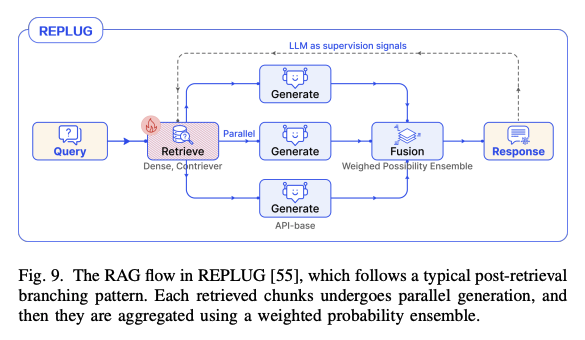 REPLUG
LLM as supervision signals
Generate
Query
Retrieve
Parallel
Generate
Fusion
Response
Dense, Contriever
Weighed Possibility Ensemble
Generate
API-base
Fig. 9. The RAG flow in REPLUG [55], which follows a typical post-retrieval
branching pattern. Each retrieved chunks undergoes parallel generation, and
then they are aggregated using a weighted probability ensemble.